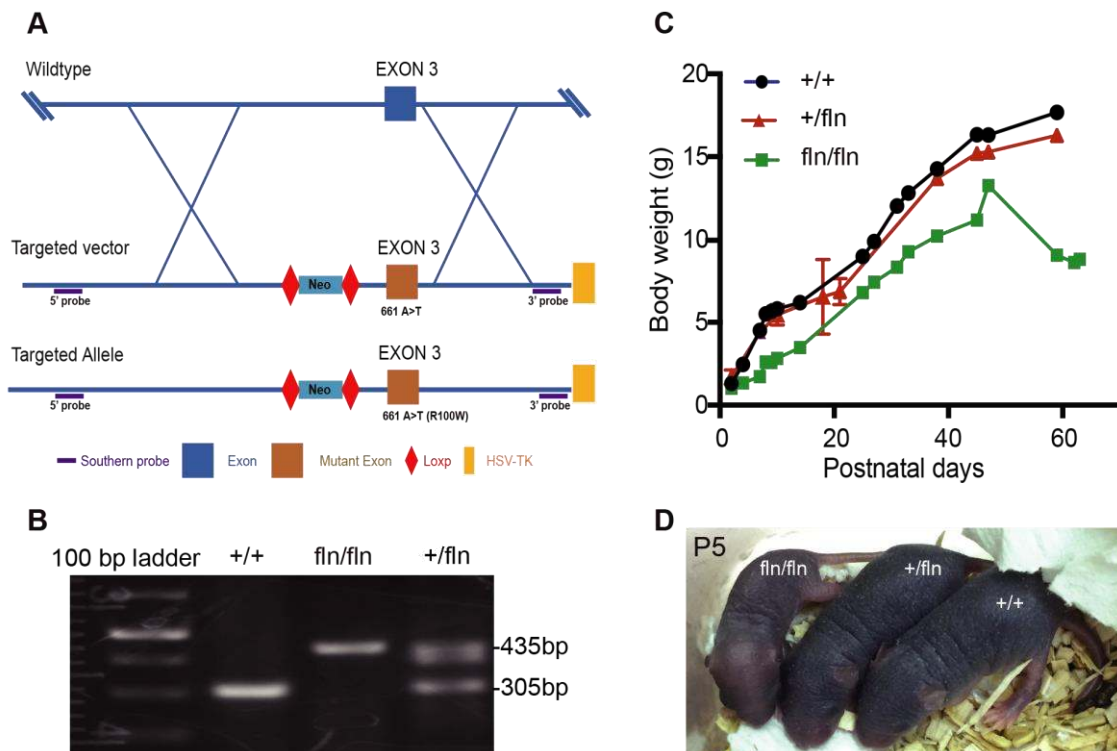 A
Wildtype
EXON 3
Targeted vector
EXON 3
Neo
5' probe
661 A>T
3' probe
Targeted Allele
EXON 3
Neo
5' probe
661 A>T (R100W)
3' probe
Southern probe
Exon
Mutant Exon
Loxp
HSV-TK
B
100 bp ladder
+/+
fln/fln
+/fln
-435bp
-305bp
C
+/+
+/fln
fln/fln
Body weight (g)
20
15
10
5
0
0
20
40
60
Postnatal days
D
P5
fln/fln
+/fln
+/+